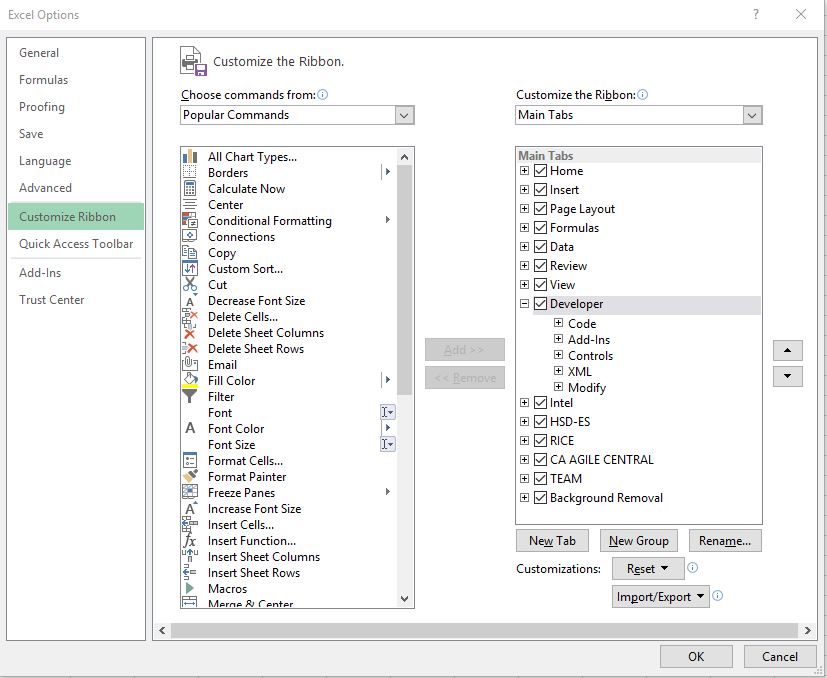 Excel Options
General
Formulas
Proofing
Save
Language
Advanced
Customize Ribbon
Quick Access Toolbar
Add-Ins
Trust Center
Customize the Ribbon.
Choose commands from:
Popular Commands
All Chart Types...
Borders
Calculate Now
Center
Conditional Formatting
Connections
Copy
Custom Sort...
Cut
Decrease Font Size
Delete Cells...
Delete Sheet Columns
Delete Sheet Rows
Email
Fill Color
Filter
Font
Font Color
Font Size
Format Cells...
Format Painter
Freeze Panes
Increase Font Size
Insert Cells...
Insert Function...
Insert Sheet Columns
Insert Sheet Rows
Macros
Merge & Center
Add >>
<< Remove
Customize the Ribbon:
Main Tabs
Main Tabs
Home
Insert
Page Layout
Formulas
Data
Review
View
Developer
Code
Add-Ins
Controls
XML
Modify
Intel
HSD-ES
RICE
CA AGILE CENTRAL
TEAM
Background Removal
New Tab New Group Rename...
Customizations: Reset
Import/Export
OK Cancel